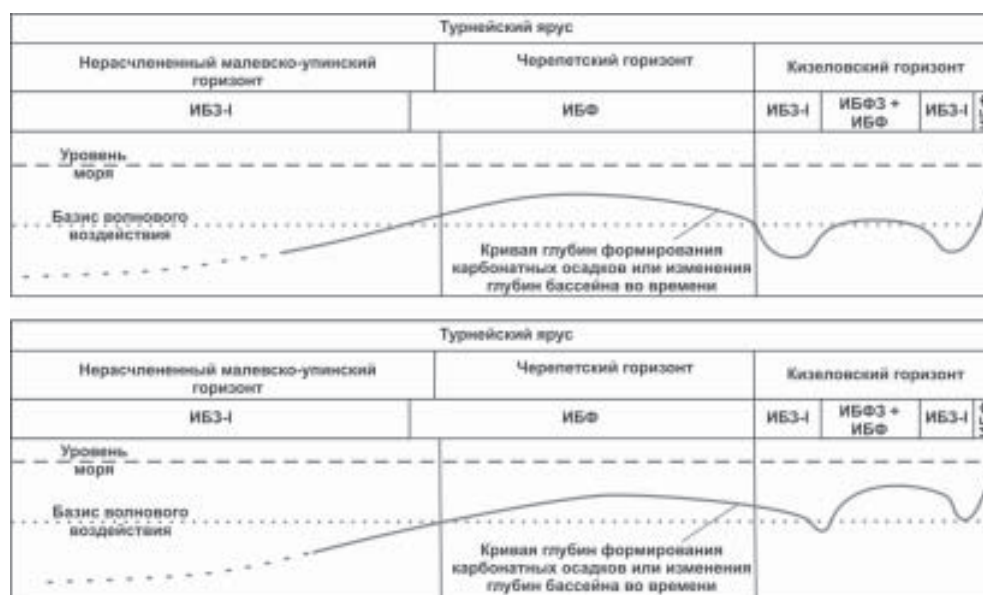 Турнейский ярус
Нерасчлененный малевско-упинский
горизонт
Черепетский горизонт
Кизеловский горизонт
ИБЗ-I
ИБФ
ИБЗ-I
ИБФЗ +
ИБФ
ИБЗ-I
Уровень
моря
Базис волнового
воздействия
Кривая глубин формирования
карбонатных осадков или изменения
глубин бассейна во времени
Турнейский ярус
Нерасчлененный малевско-упинский
горизонт
Черепетский горизонт
Кизеловский горизонт
ИБЗ-I
ИБФ
ИБЗ-I
ИБФЗ +
ИБФ
ИБЗ-I
Уровень
моря
Базис волнового
воздействия
Кривая глубин формирования
карбонатных осадков или изменения
глубин бассейна во времени